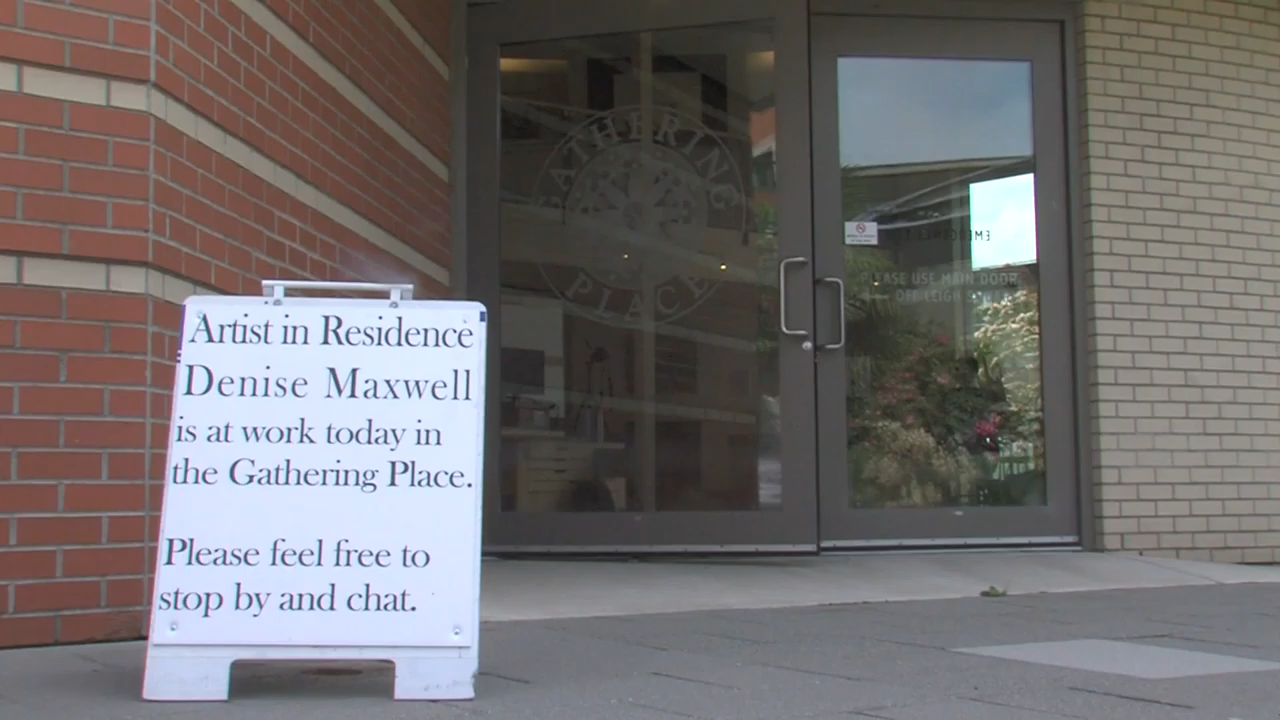 Artist in Residence
Denise Maxwell
is at work today in
the Gathering Place.
Please feel free to
stop by and chat.
GATHERING
PLACE
PLEASE USE MAIN DOOR
OFF LEIGH